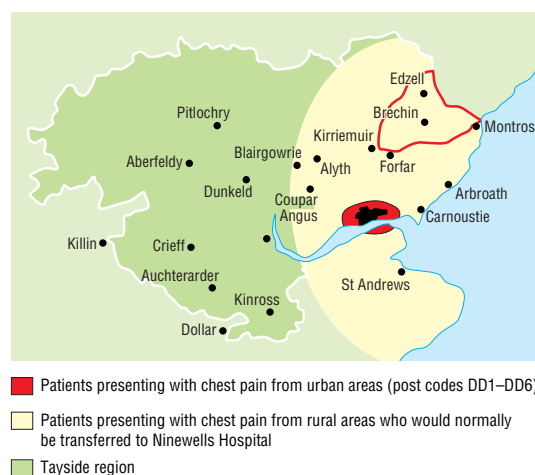 Edzell
Brechin
Pitlochry
Montros
Kirriemuir
Blairgowrie
Alyth
Forfar
Aberfeldy
Dunkeld
Coupar
Angus
Arbroath
Carnoustie
Killin
Crieff
St Andrews
Auchterarder
Kinross
Dollar
Patients presenting with chest pain from urban areas (post codes DD1–DD6)
Patients presenting with chest pain from rural areas who would normally
be transferred to Ninewells Hospital
Tayside region